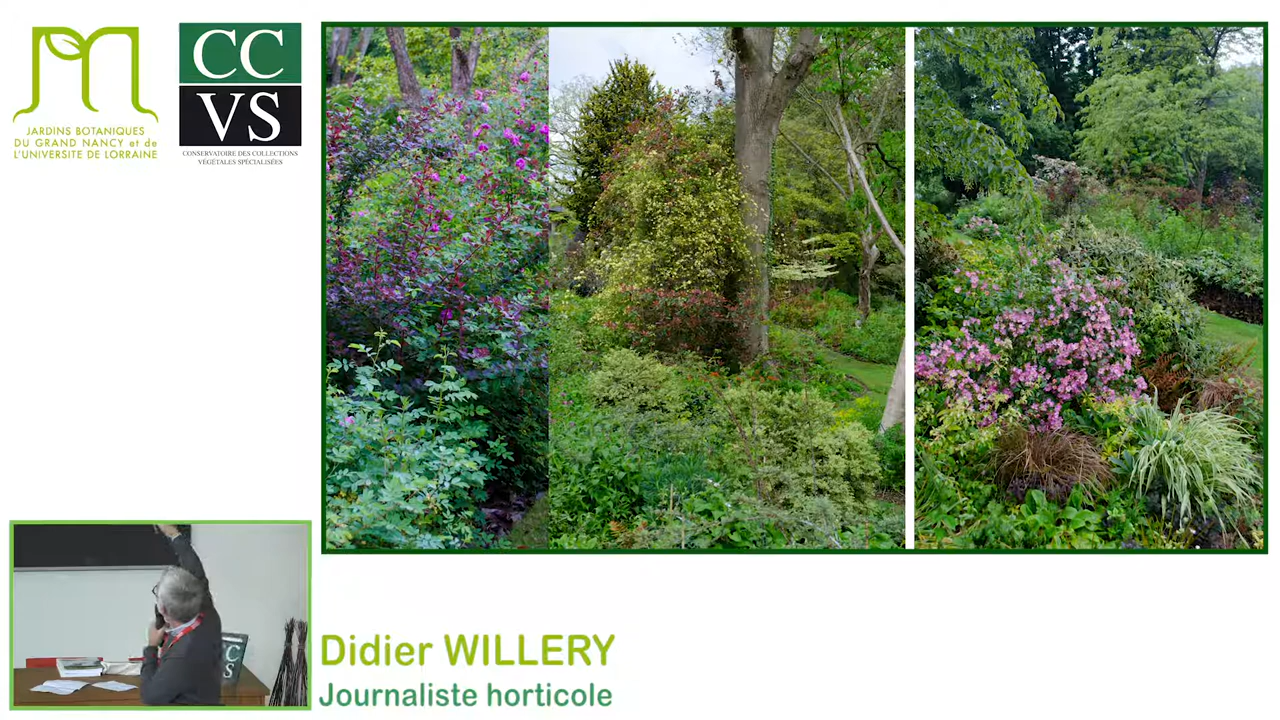 JARDINS BOTANIQUES
DU GRAND NANCY et de
L'UNIVERSITE DE LORRAINE
CC
VS
CONSERVATOIRE DES COLLECTIONS
VÉGÉTALES SPÉCIALISÉES
C
S
Didier WILLERY
Journaliste horticole